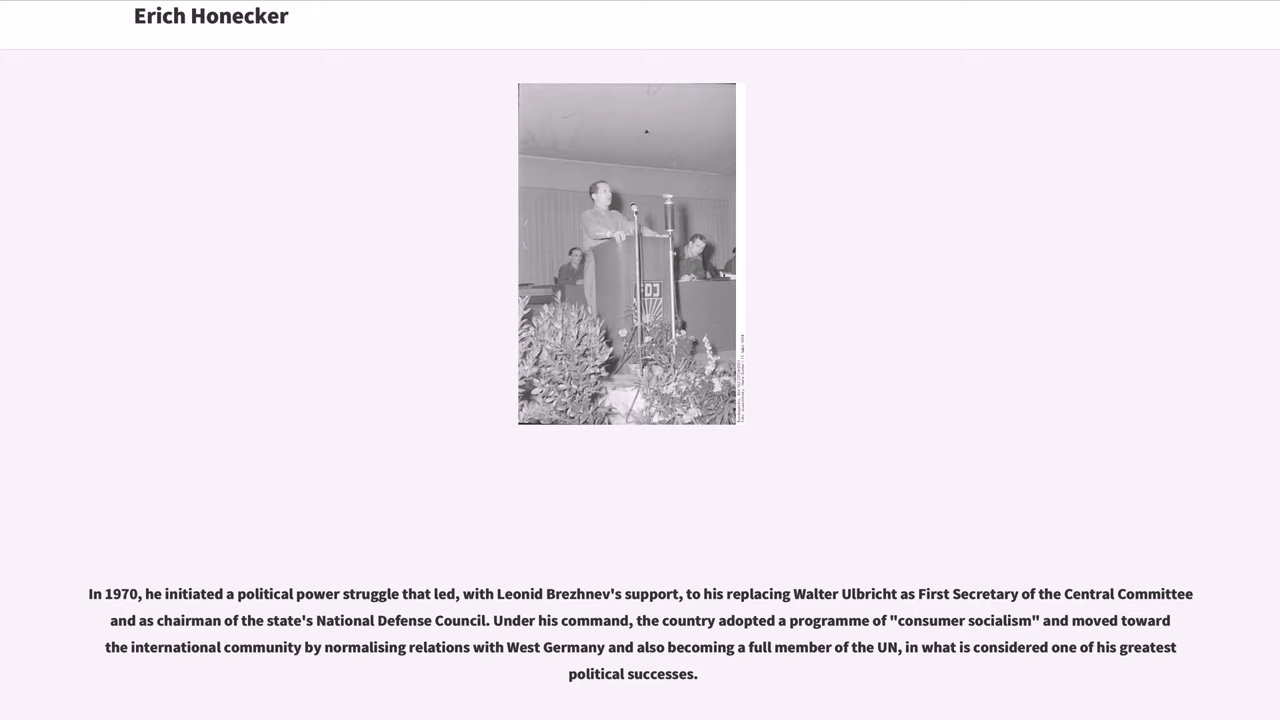 Erich Honecker
FDJ
In 1970, he initiated a political power struggle that led, with Leonid Brezhnev's support, to his replacing Walter Ulbricht as First Secretary of the Central Committee
and as chairman of the state's National Defense Council. Under his command, the country adopted a programme of "consumer socialism" and moved toward
the international community by normalising relations with West Germany and also becoming a full member of the UN, in what is considered one of his greatest
political successes.